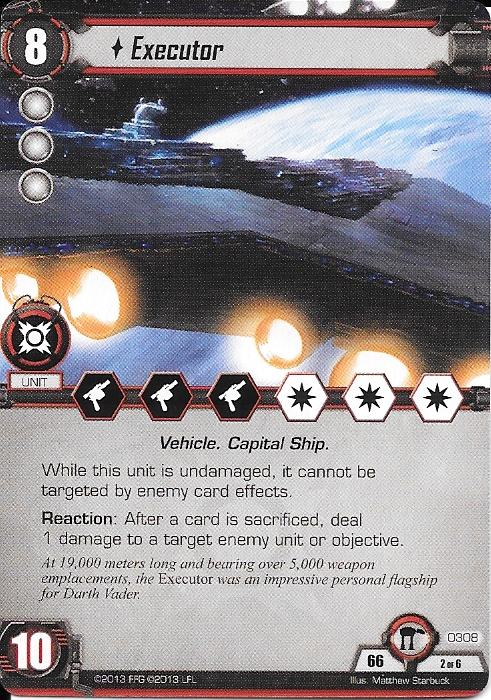 8
Executor
UNIT
Vehicle. Capital Ship.
While this unit is undamaged, it cannot be
targeted by enemy card effects.
Reaction: After a card is sacrificed, deal
1 damage to a target enemy unit or objective.
At 19,000 meters long and bearing over 5,000 weapon
emplacements, the Executor was an impressive personal flagship
for Darth Vader.
10
0308
66
2 OF 6
©2013 FFG ©2013 LFL
Illus. Matthew Starbuck